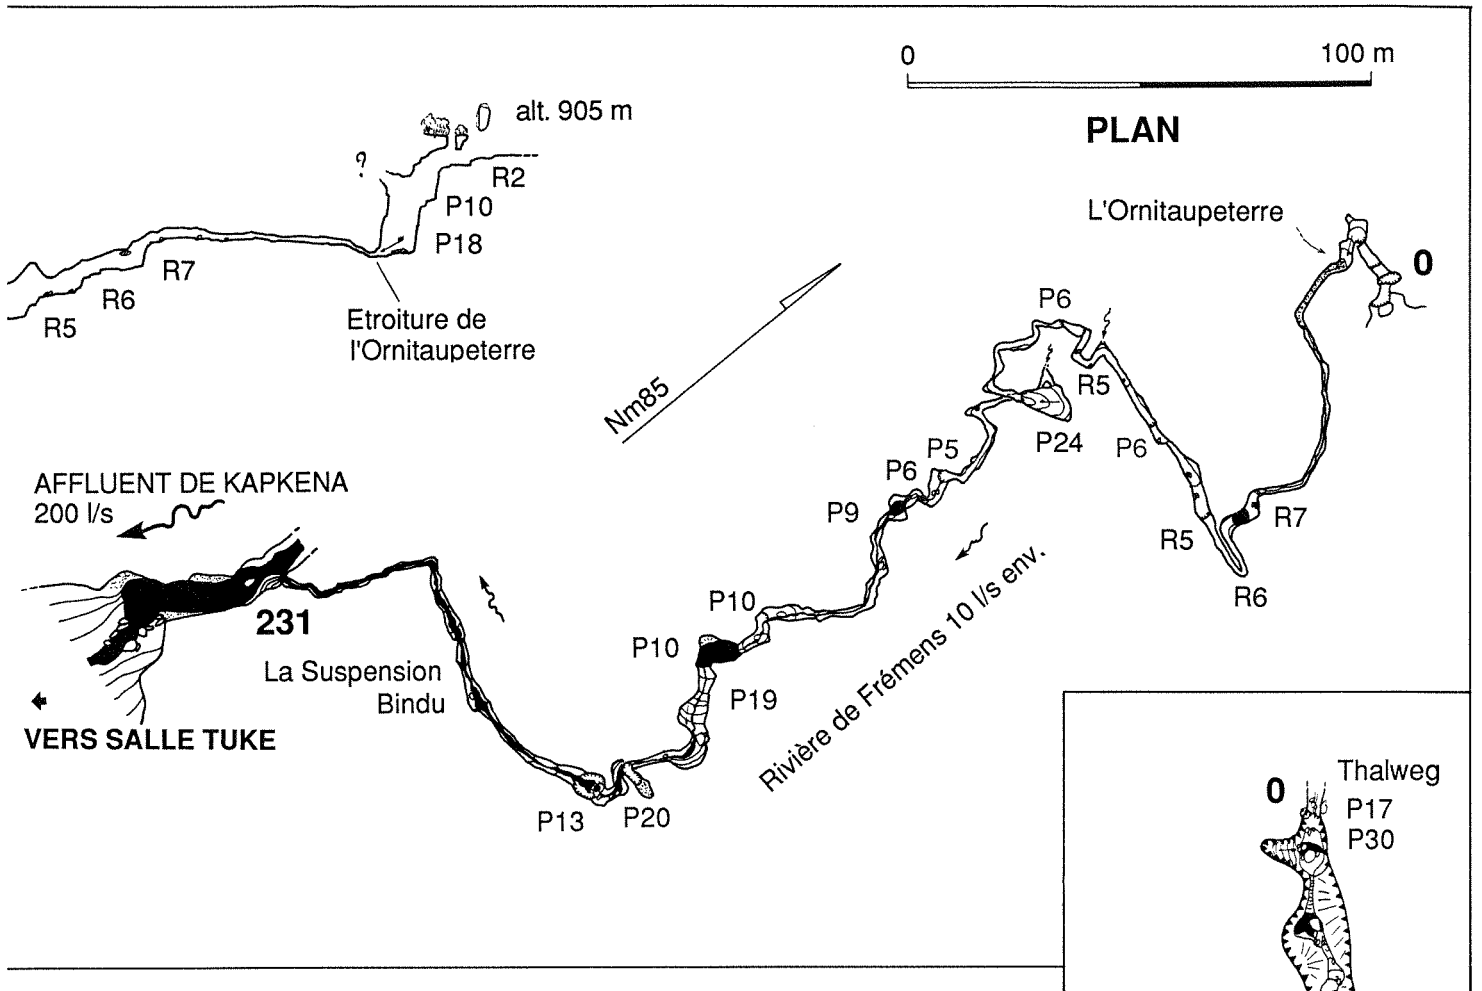 0 100 m
PLAN
alt. 905 m
?
R2
P10
P18
R7
R6
R5
Etroiture de
l'Ornitaupeterre
L'Ornitaupeterre
0
Nm85
P6
R5
P24
P6
P5
P6
P9
R5
R7
R6
AFFLUENT DE KAPKENA
200 l/s
231
La Suspension
Bindu
VERS SALLE TUKE
P10
P10
P19
P13
P20
Rivière de Frémens 10 l/s env.
0
Thalweg
P17
P30